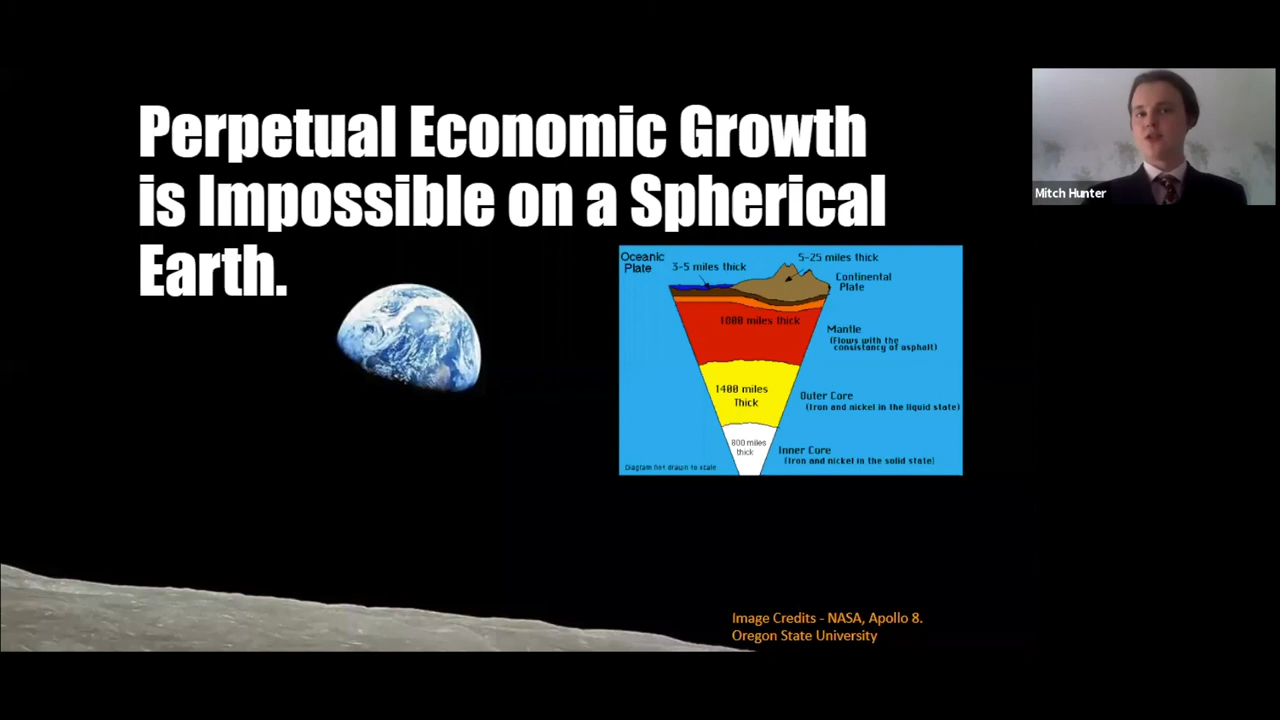 Perpetual Economic Growth
is Impossible on a Spherical
Earth.
Mitch Hunter
Oceanic
Plate
3-5 miles thick
5-25 miles thick
Continental
Plate
1800 miles thick
Mantle
(Flows with the
consistancy of asphalt)
1400 miles
Thick
Outer Core
(Iron and nickel in the liquid state)
800 miles
thick
Inner Core
(Iron and nickel in the solid state)
Diagram not drawn to scale
Image Credits - NASA, Apollo 8.
Oregon State University